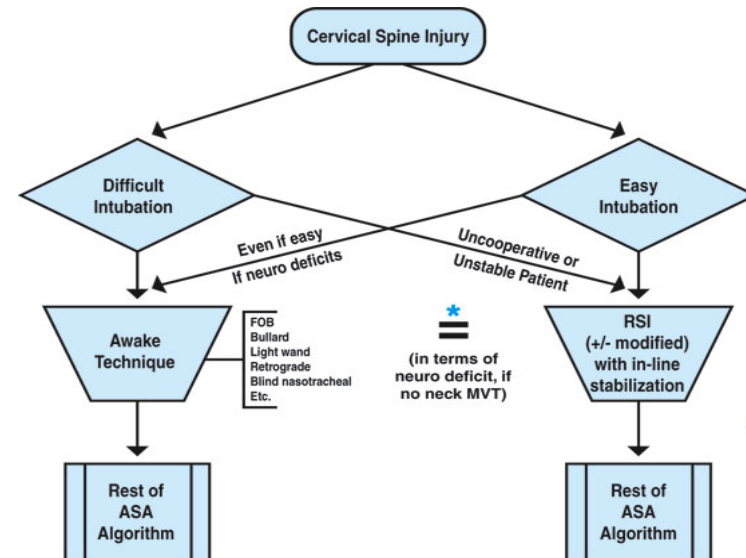 Cervical Spine Injury
Difficult
Intubation
Easy
Intubation
Even if easy
If neuro deficits
Uncooperative or
Unstable Patient
Awake
Technique
FOB
Bullard
Light wand
Retrograde
Blind nasotracheal
Etc.
*
=
(in terms of
neuro deficit, if
no neck MVT)
RSI
(+/- modified)
with in-line
stabilization
Rest of
ASA
Algorithm
Rest of
ASA
Algorithm